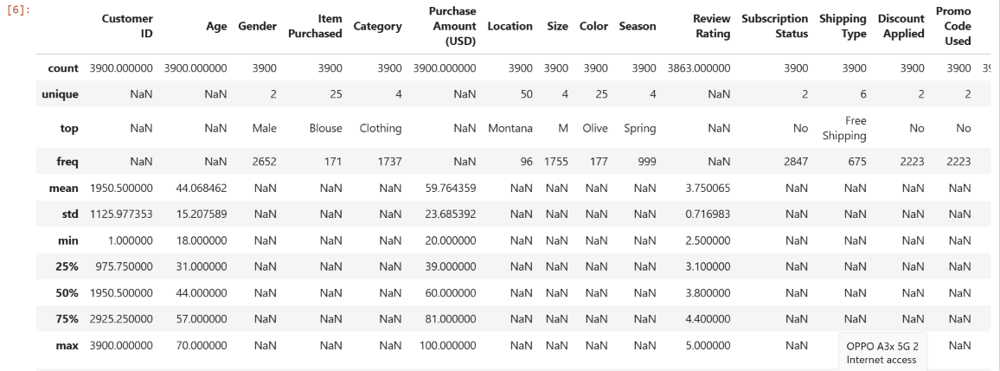 [6]:
Customer ID Age Gender Item Purchased Category Purchase Amount (USD) Location Size Color Season Review Rating Subscription Status Shipping Type Discount Applied Promo Code Used
count 3900.000000 3900.000000 3900 3900 3900 3900.000000 3900 3900 3900 3900 3863.000000 3900 3900 3900 3900
unique NaN NaN 2 25 4 NaN 50 4 25 4 NaN 2 6 2 2
top NaN NaN Male Blouse Clothing NaN Montana M Olive Spring NaN No Free Shipping No No
freq NaN NaN 2652 171 1737 NaN 96 1755 177 999 NaN 2847 675 2223 2223
mean 1950.500000 44.068462 NaN NaN NaN 59.764359 NaN NaN NaN NaN 3.750065 NaN NaN NaN NaN
std 1125.977353 15.207589 NaN NaN NaN 23.685392 NaN NaN NaN NaN 0.716983 NaN NaN NaN NaN
min 1.000000 18.000000 NaN NaN NaN 20.000000 NaN NaN NaN NaN 2.500000 NaN NaN NaN NaN
25% 975.750000 31.000000 NaN NaN NaN 39.000000 NaN NaN NaN NaN 3.100000 NaN NaN NaN NaN
50% 1950.500000 44.000000 NaN NaN NaN 60.000000 NaN NaN NaN NaN 3.800000 NaN NaN NaN NaN
75% 2925.250000 57.000000 NaN NaN NaN 81.000000 NaN NaN NaN NaN 4.400000 NaN NaN NaN NaN
max 3900.000000 70.000000 NaN NaN NaN 100.000000 NaN NaN NaN NaN 5.000000 NaN NaN
OPPO A3x 5G 2
Internet access